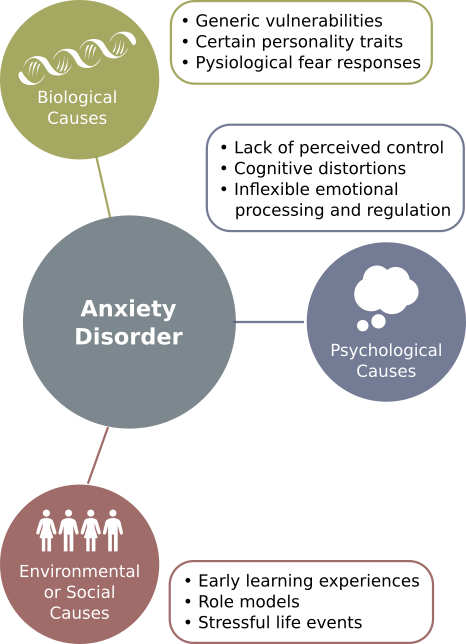 • Generic vulnerabilities
• Certain personality traits
• Pysiological fear responses
Biological
Causes
• Lack of perceived control
• Cognitive distortions
• Inflexible emotional
processing and regulation
Anxiety
Disorder
Psychological
Causes
Environmental
or Social
Causes
• Early learning experiences
• Role models
• Stressful life events